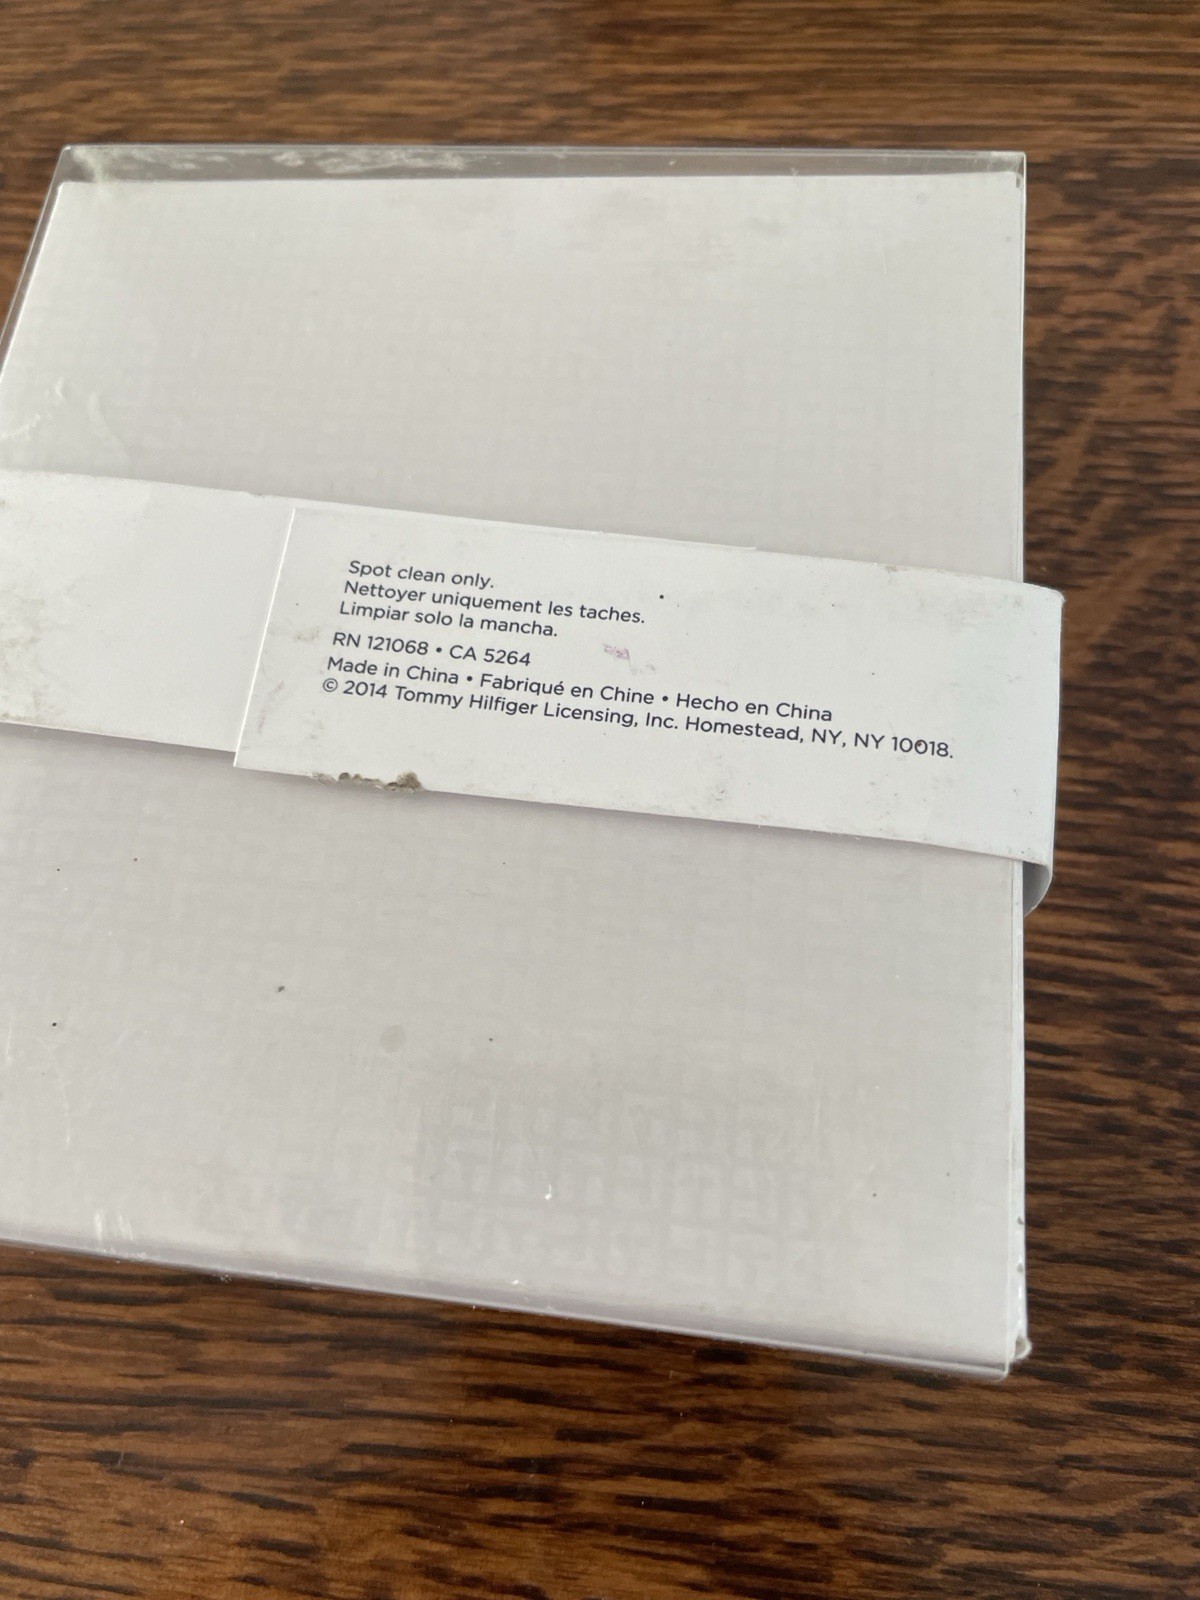 Spot clean only.
Nettoyer uniquement les taches.
Limpiar solo la mancha.
RN 121068 • CA 5264
Made in China • Fabriqué en Chine • Hecho en China
© 2014 Tommy Hilfiger Licensing, Inc. Homestead, NY, NY 10018.